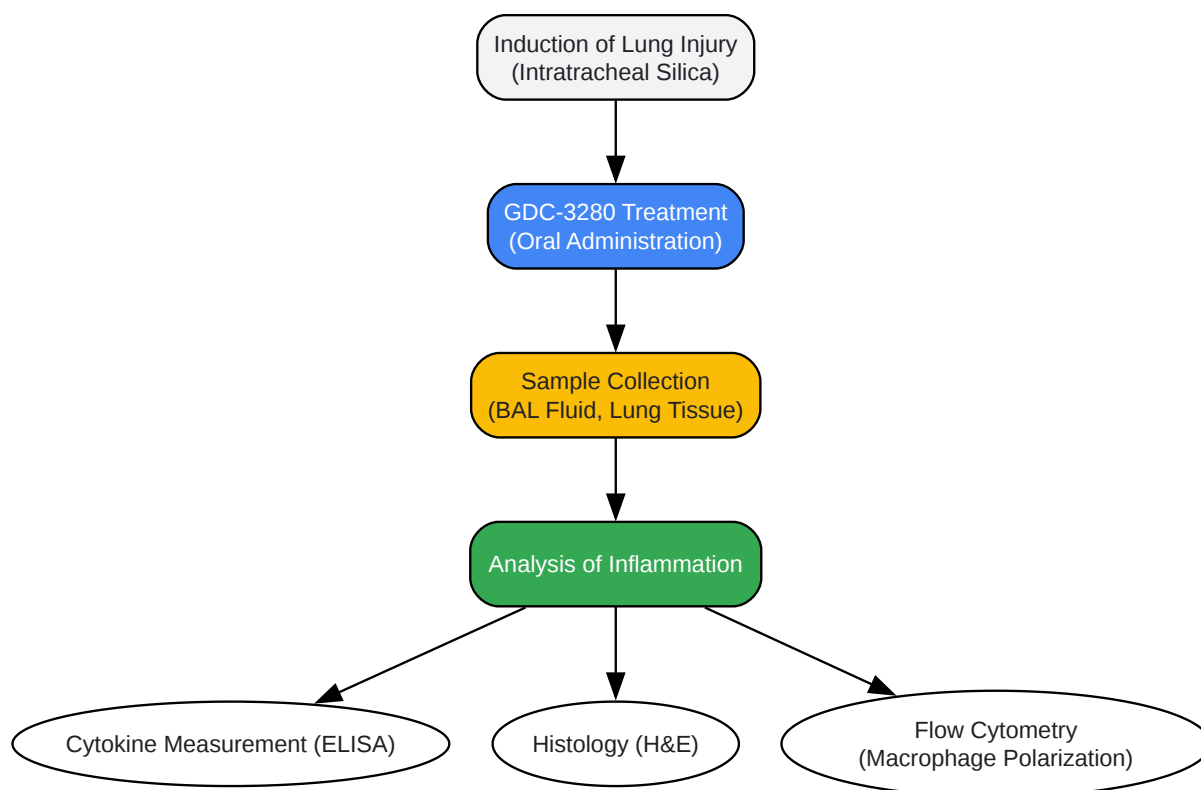 Induction of Lung Injury
(Intratracheal Silica)
GDC-3280 Treatment
(Oral Administration)
Sample Collection
(BAL Fluid, Lung Tissue)
Analysis of Inflammation
Cytokine Measurement (ELISA)
Histology (H&E)
Flow Cytometry
(Macrophage Polarization)